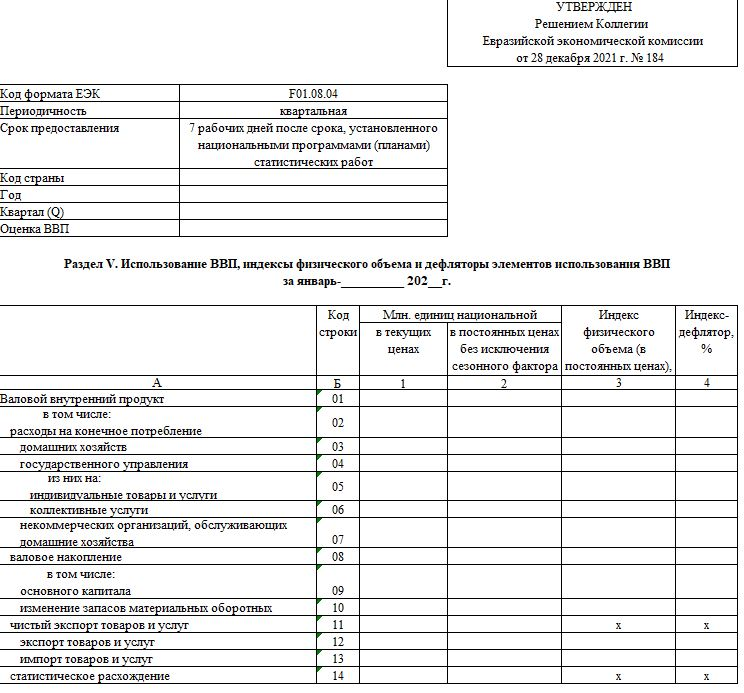 УТВЕРЖДЕН
Решением Коллегии
Евразийской экономической комиссии
от 28 декабря 2021 г. № 184
Код формата ЕЭК F01.08.04
Периодичность квартальная
Срок предоставления 7 рабочих дней после срока, установленного
национальными программами (планами)
статистических работ
Код страны
Год
Квартал (Q)
Оценка ВВП
Раздел V. Использование ВВП, индексы физического объема и дефляторы элементов использования ВВП
за январь-__________ 202__г.
Код Млн. единиц национальной Индекс Индекс-
строки в текущих в постоянных ценах физического дефлятор,
ценах без исключения объема (в %
сезонного фактора постоянных ценах),
А Б 1 2 3 4
Валовой внутренний продукт 01
в том числе:
расходы на конечное потребление 02
домашних хозяйств 03
государственного управления 04
из них на:
индивидуальные товары и услуги 05
коллективные услуги 06
некоммерческих организаций, обслуживающих
домашние хозяйства 07
валовое накопление 08
в том числе:
основного капитала 09
изменение запасов материальных оборотных 10
чистый экспорт товаров и услуг 11 х х
экспорт товаров и услуг 12
импорт товаров и услуг 13
статистическое расхождение 14 х х